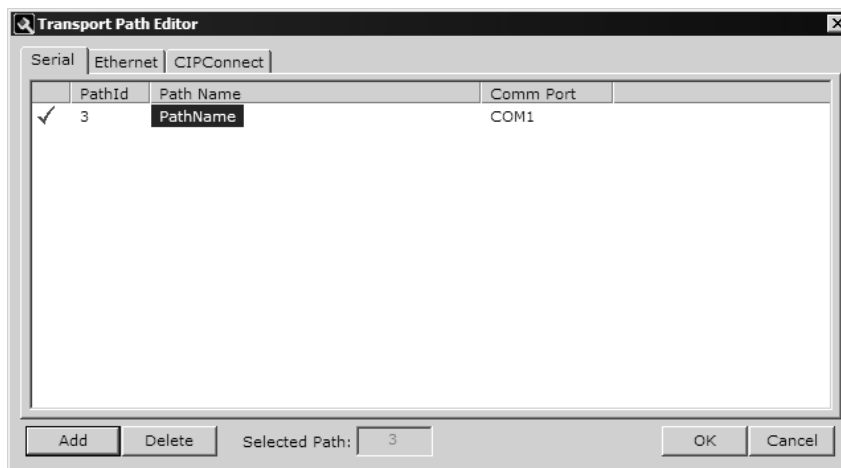 Transport Path Editor
Serial Ethernet CIPConnect
PathId Path Name Comm Port
3 PathName COM1
Add Delete Selected Path: 3 OK Cancel